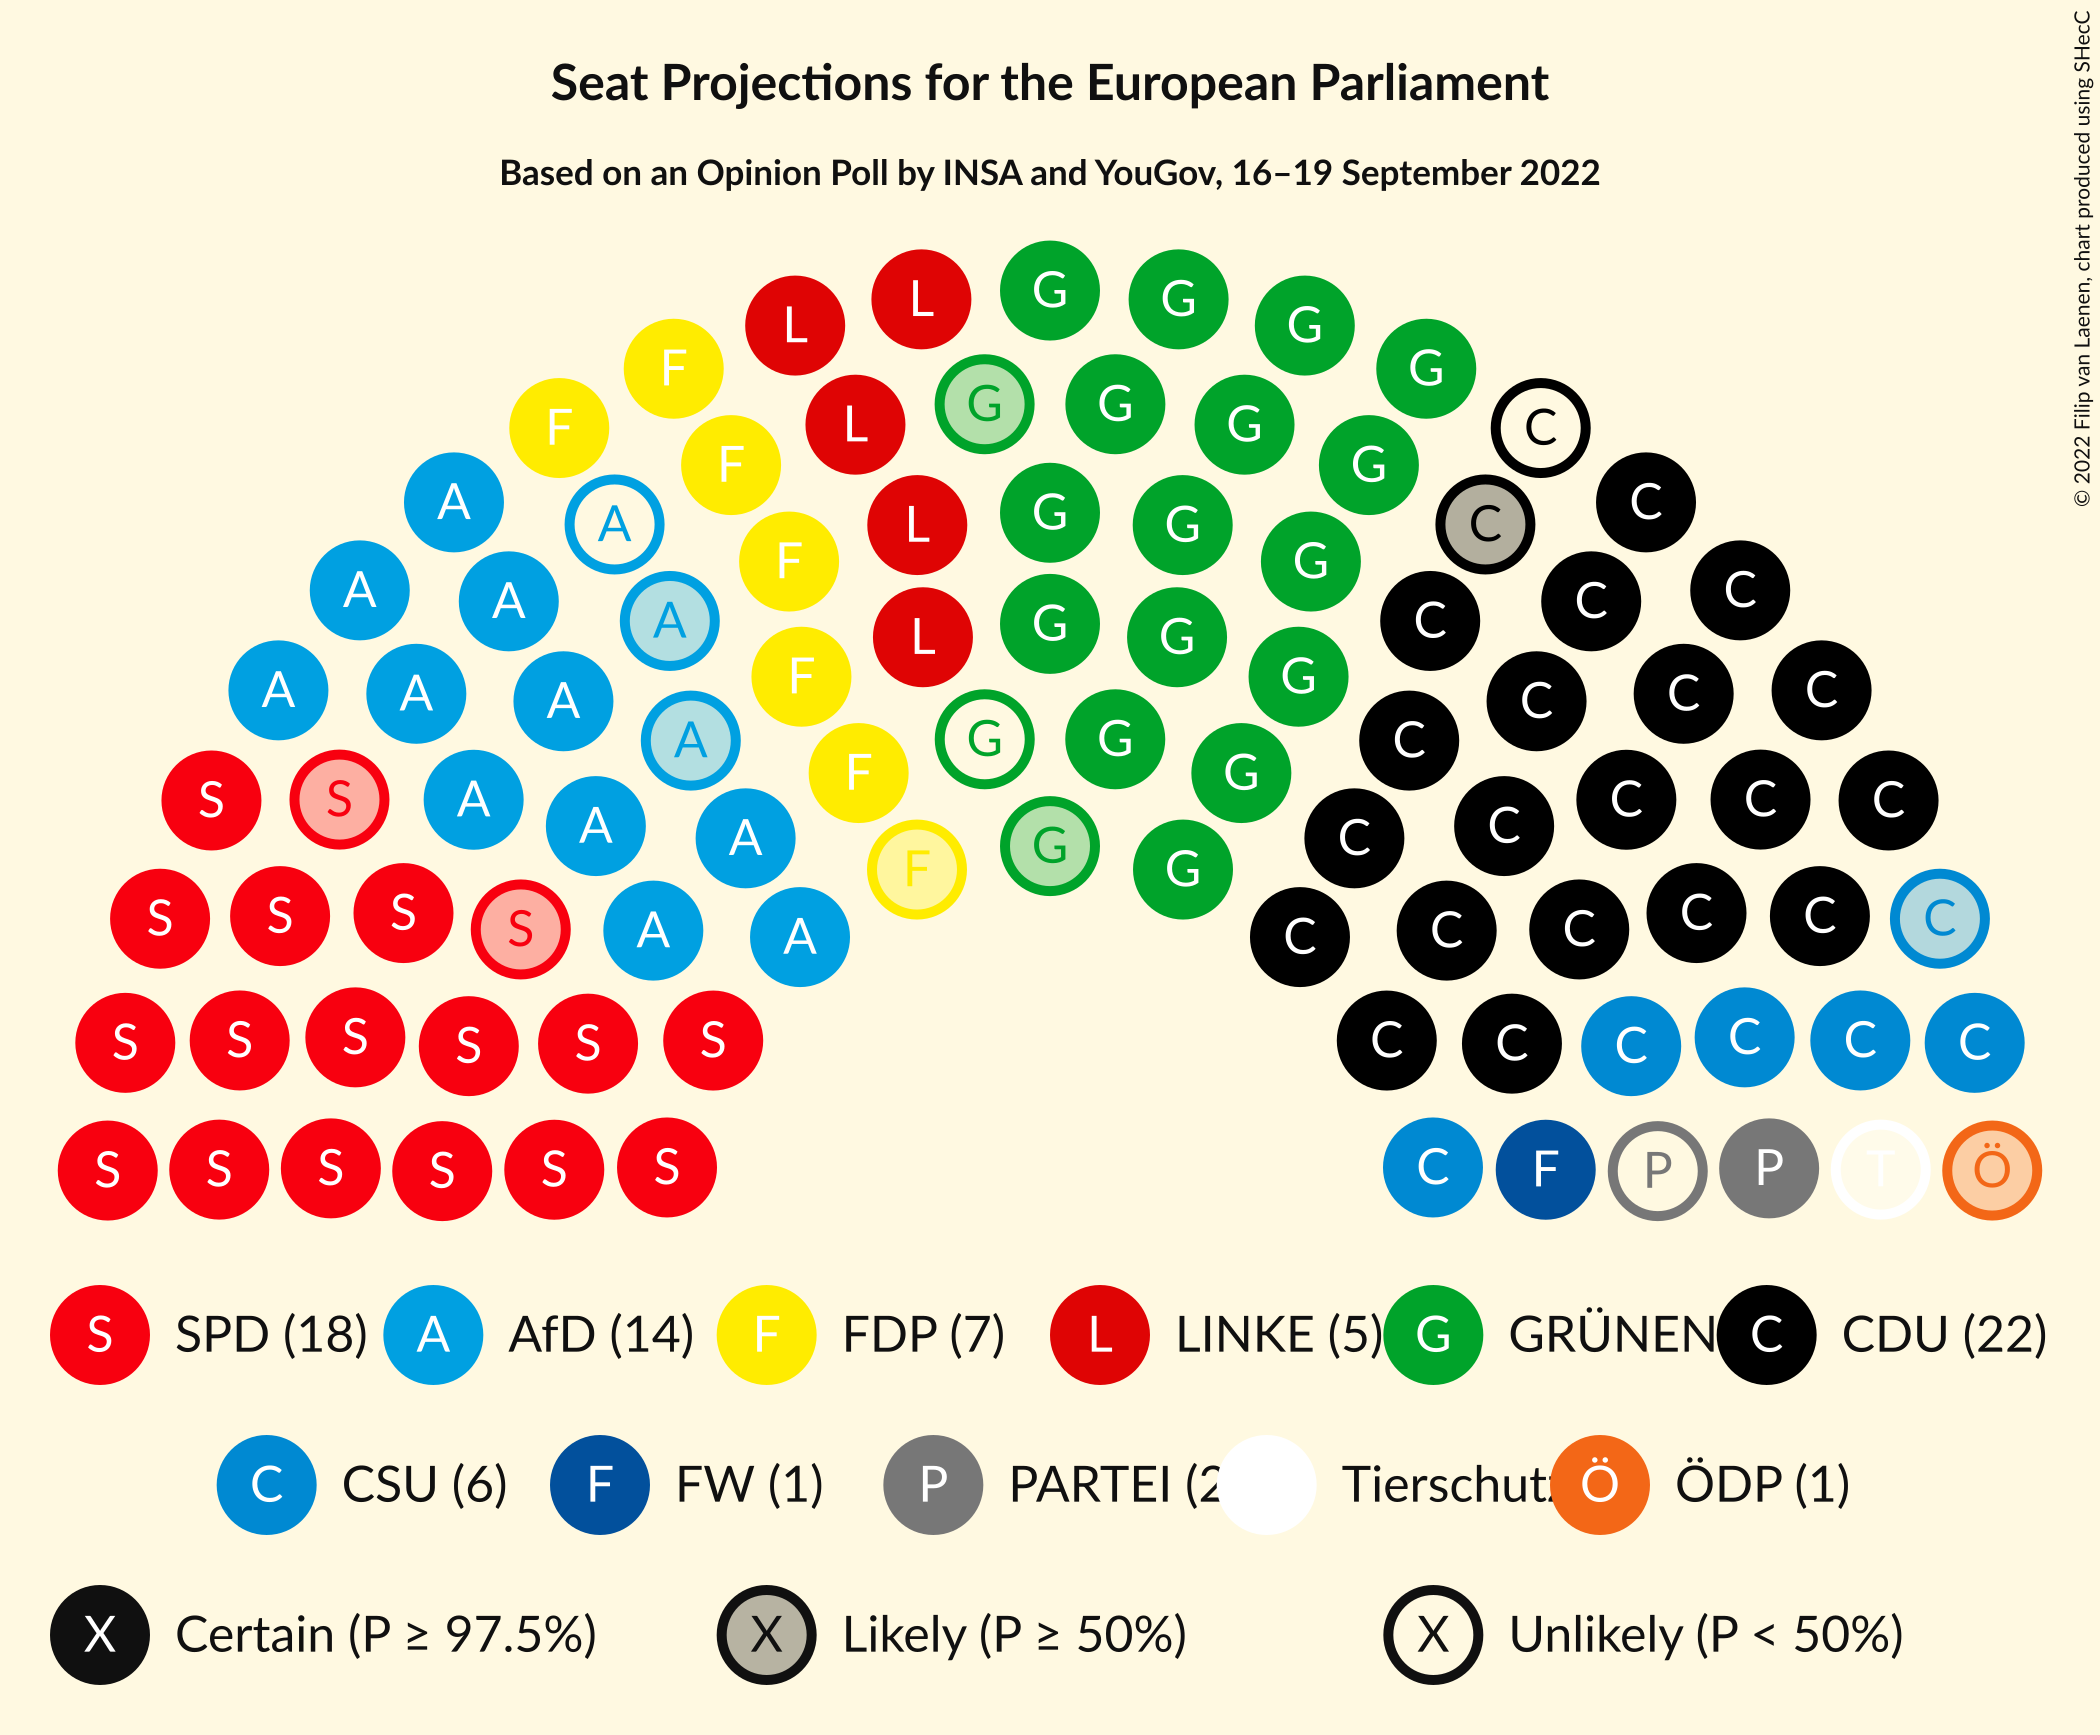 Seat Projections for the European Parliament
Based on an Opinion Poll by INSA and YouGov, 16–19 September 2022
© 2022 Filip van Laenen, chart produced using SHecC
L G G G
L G
F L G G G G
F F G C
A A F L G G G C C
A A A F L G G G C C C
A A A A F G G G C C C C
S S A A A F G G C C C C C
S S S S A A F G C C C C C C
S S S S S S C C C C C C
S S S S S S C F P P T Ö
S SPD (18) A AfD (14) F FDP (7) L LINKE (5) G GRÜNEN C CDU (22)
C CSU (6) F FW (1) P PARTEI (2 Tierschutz Ö ÖDP (1)
X Certain (P ≥ 97.5%) X Likely (P ≥ 50%) X Unlikely (P < 50%)